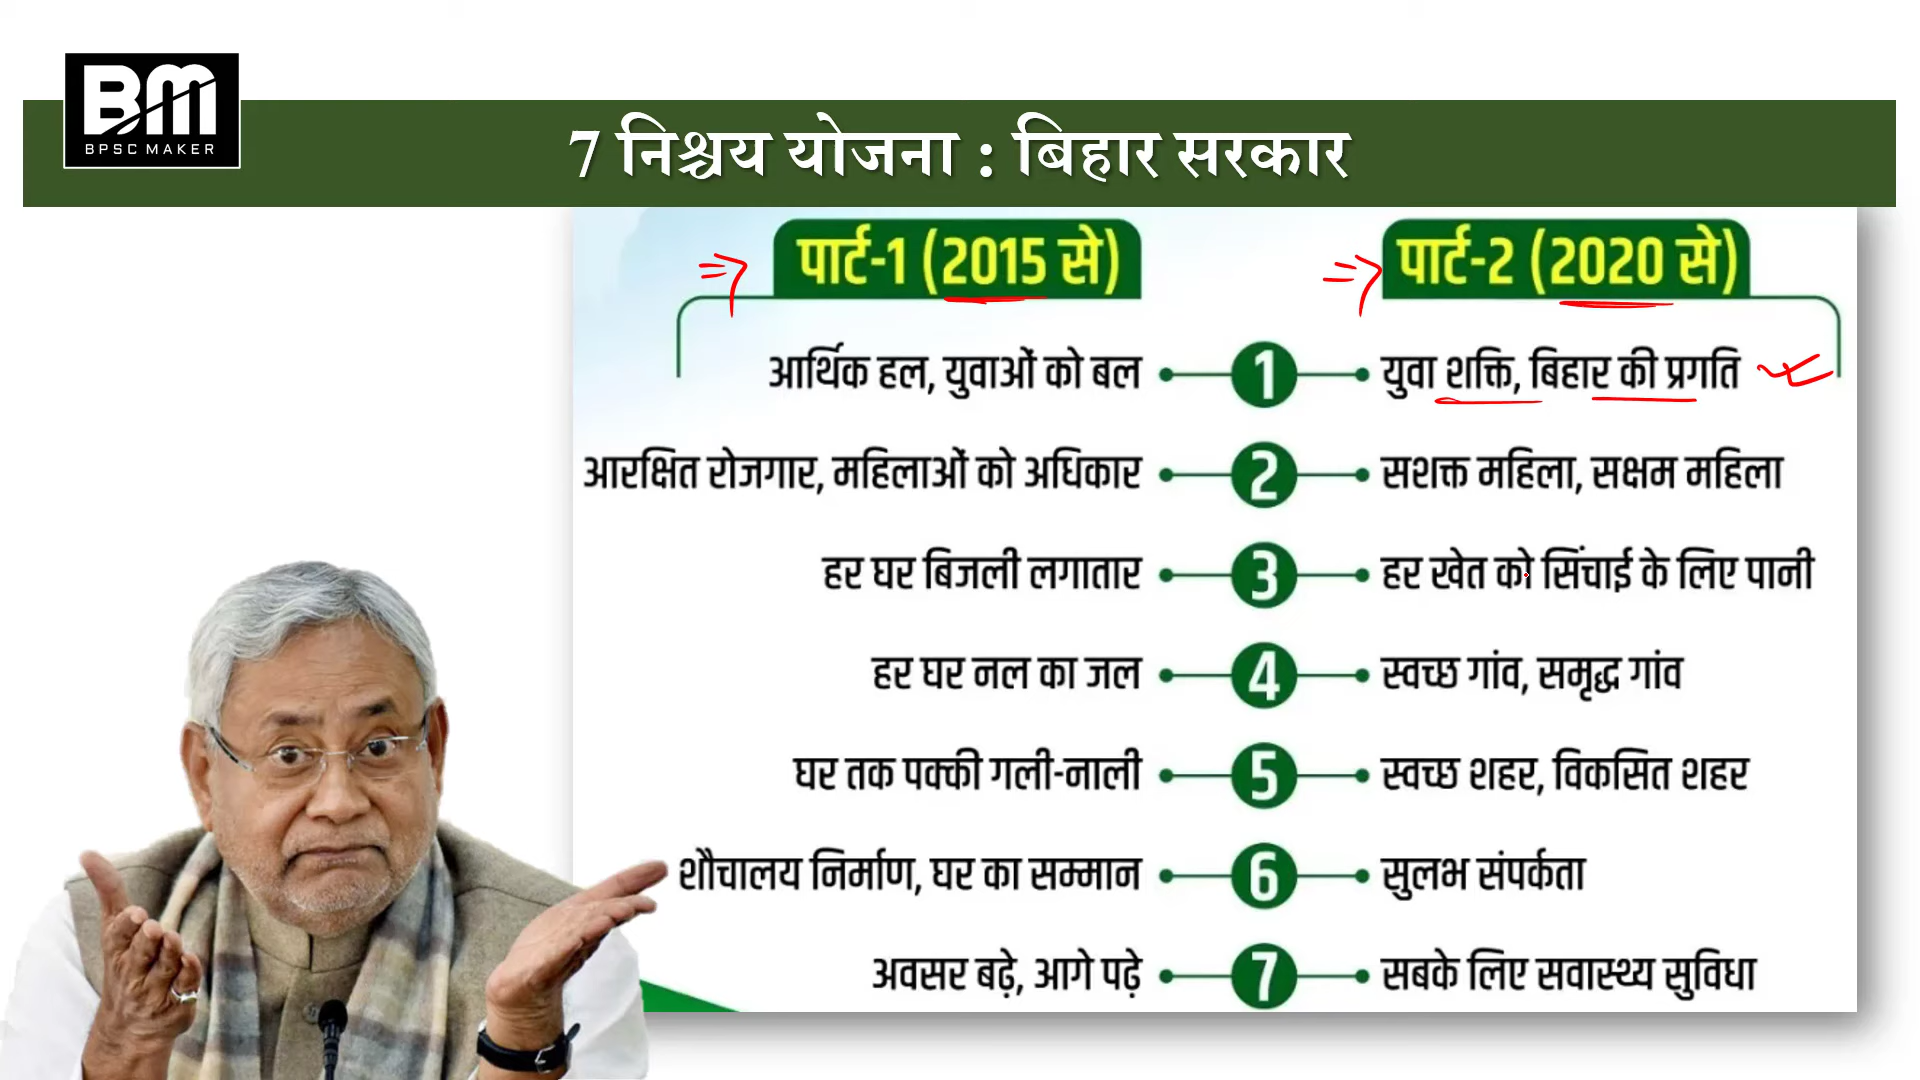 BM
BPSC MAKER
7 निश्चय योजना : बिहार सरकार
पार्ट-1 (2015 से) पार्ट-2 (2020 से)
आर्थिक हल, युवाओं को बल 1 युवा शक्ति, बिहार की प्रगति
आरक्षित रोजगार, महिलाओं को अधिकार 2 सशक्त महिला, सक्षम महिला
हर घर बिजली लगातार 3 हर खेत को सिंचाई के लिए पानी
हर घर नल का जल 4 स्वच्छ गांव, समृद्ध गांव
घर तक पक्की गली-नाली 5 स्वच्छ शहर, विकसित शहर
शौचालय निर्माण, घर का सम्मान 6 सुलभ संपर्कता
अवसर बढ़े, आगे पढ़े 7 सबके लिए सवास्थ्य सुविधा